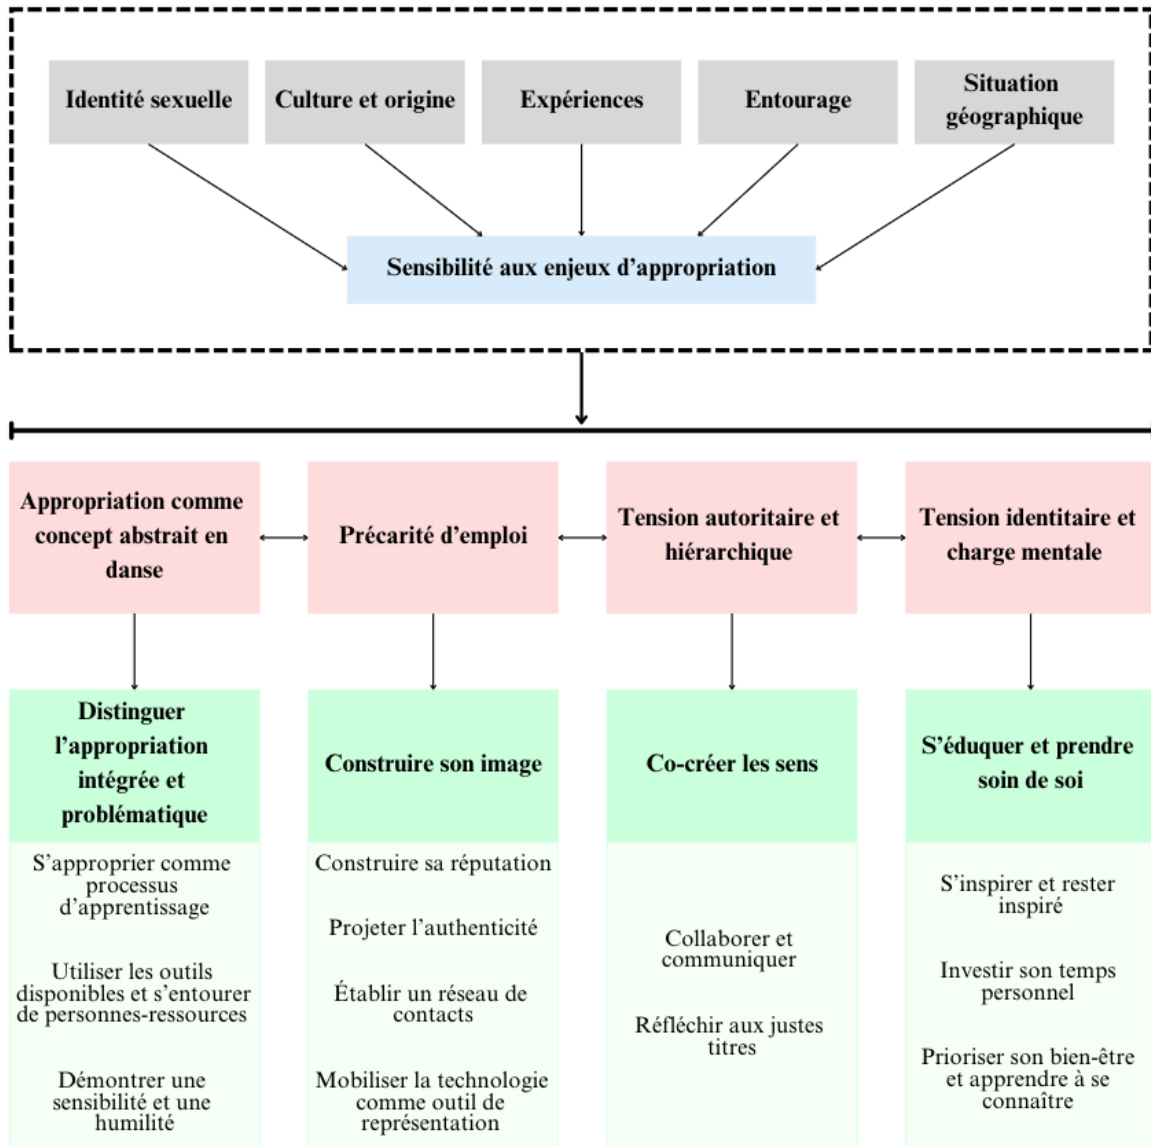 Identité sexuelle
Culture et origine
Expériences
Entourage
Situation
géographique
Sensibilité aux enjeux d’appropriation
Appropriation comme
concept abstrait en
danse
Précarité d’emploi
Tension autoritaire et
hiérarchique
Tension identitaire et
charge mentale
Distinguer
l’appropriation
intégrée et
problématique
Construire son image
Co-créer les sens
S’éduquer et prendre
soin de soi
S’approprier comme
processus
d’apprentissage
Utiliser les outils
disponibles et s’entourer
de personnes-ressources
Démontrer une
sensibilité et une
humilité
Construire sa réputation
Projeter l’authenticité
Établir un réseau de
contacts
Mobiliser la technologie
comme outil de
représentation
Collaborer et
communiquer
Réfléchir aux justes
titres
S’inspirer et rester
inspiré
Investir son temps
personnel
Prioriser son bien-être
et apprendre à se
connaître